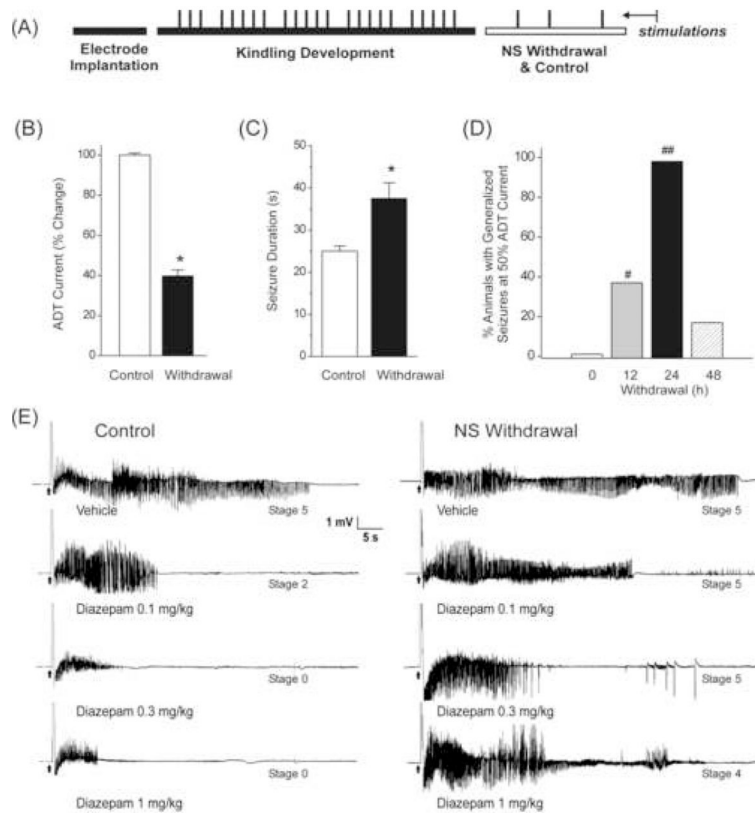 (A)
stimulations
Electrode
Implantation
Kindling Development
NS Withdrawal
& Control
(B)
ADT Current (% Change)
100
80
60
40
20
0
Control Withdrawal
*
(C)
Seizure Duration (s)
50
40
30
20
10
0
Control Withdrawal
*
(D)
% Animals with Generalized
Seizures at 50% ADT Current
100
80
60
40
20
0
#
##
0 12 24 48
Withdrawal (h)
(E)
Control
Vehicle
Stage 5
1 mV
5 s
Diazepam 0.1 mg/kg
Stage 2
Diazepam 0.3 mg/kg
Stage 0
Diazepam 1 mg/kg
Stage 0
NS Withdrawal
Vehicle
Stage 5
Diazepam 0.1 mg/kg
Stage 5
Diazepam 0.3 mg/kg
Stage 5
Diazepam 1 mg/kg
Stage 4